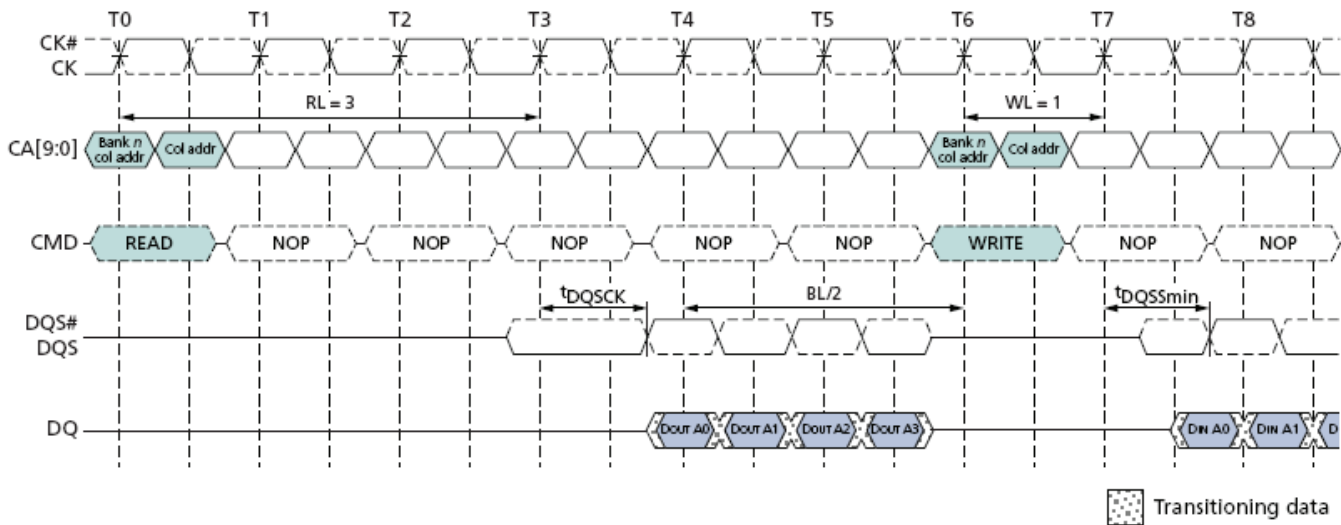 T0 T1 T2 T3 T4 T5 T6 T7 T8
CK#
CK
RL = 3 WL = 1
CA[9:0] Bank n col addr Col addr Bank n col addr Col addr
CMD READ NOP NOP NOP NOP NOP WRITE NOP NOP
tDQSCK BL/2 tDQSSmin
DQS#
DQS
DQ DOUT A0 DOUT A1 DOUT A2 DOUT A3 DIN A0 DIN A1 D
Transitioning data